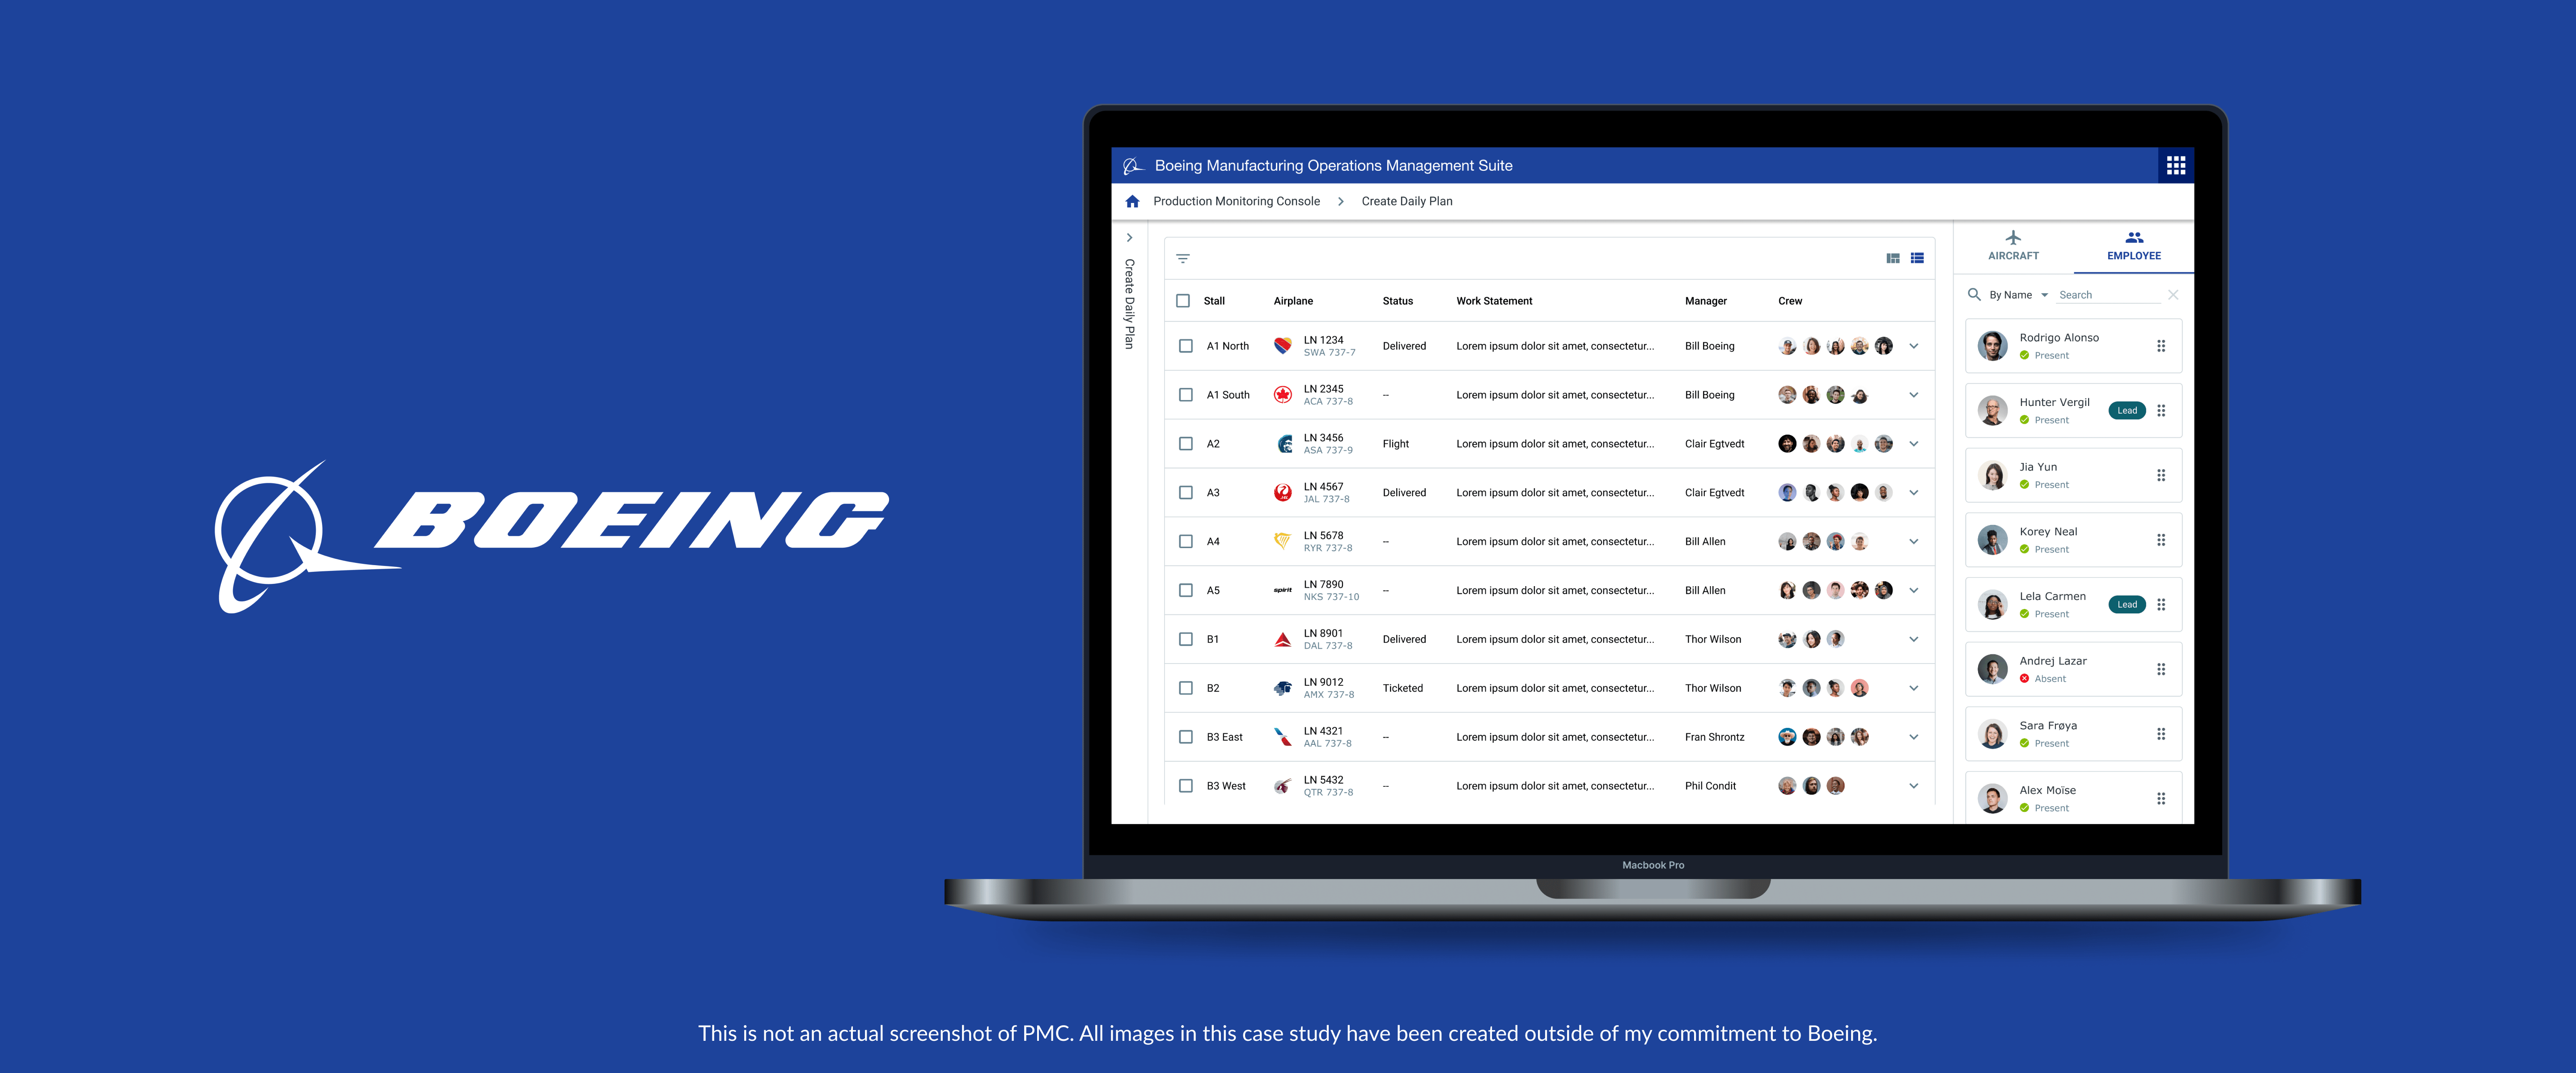 BOEING
Boeing Manufacturing Operations Management Suite
Production Monitoring Console > Create Daily Plan
Create Daily Plan
Stall Airplane Status Work Statement Manager Crew
A1 North LN 1234 Delivered Lorem ipsum dolor sit amet, consectetur... Bill Boeing
SWA 737-7
A1 South LN 2345 -- Lorem ipsum dolor sit amet, consectetur... Bill Boeing
ACA 737-8
A2 LN 3456 Flight Lorem ipsum dolor sit amet, consectetur... Clair Egtvedt
ASA 737-9
A3 LN 4567 Delivered Lorem ipsum dolor sit amet, consectetur... Clair Egtvedt
JAL 737-8
A4 LN 5678 -- Lorem ipsum dolor sit amet, consectetur... Bill Allen
RYR 737-8
A5 spirit LN 7890 -- Lorem ipsum dolor sit amet, consectetur... Bill Allen
NKS 737-10
B1 LN 8901 Delivered Lorem ipsum dolor sit amet, consectetur... Thor Wilson
DAL 737-8
B2 LN 9012 Ticketed Lorem ipsum dolor sit amet, consectetur... Thor Wilson
AMX 737-8
B3 East LN 4321 -- Lorem ipsum dolor sit amet, consectetur... Fran Shrontz
AAL 737-8
B3 West LN 5432 -- Lorem ipsum dolor sit amet, consectetur... Phil Condit
QTR 737-8
AIRCRAFT EMPLOYEE
By Name Search
Rodrigo Alonso
Present
Hunter Vergil Lead
Present
Jia Yun
Present
Korey Neal
Present
Lela Carmen Lead
Present
Andrej Lazar
Absent
Sara Frøya
Present
Alex Moïse
Present
Macbook Pro
This is not an actual screenshot of PMC. All images in this case study have been created outside of my commitment to Boeing.